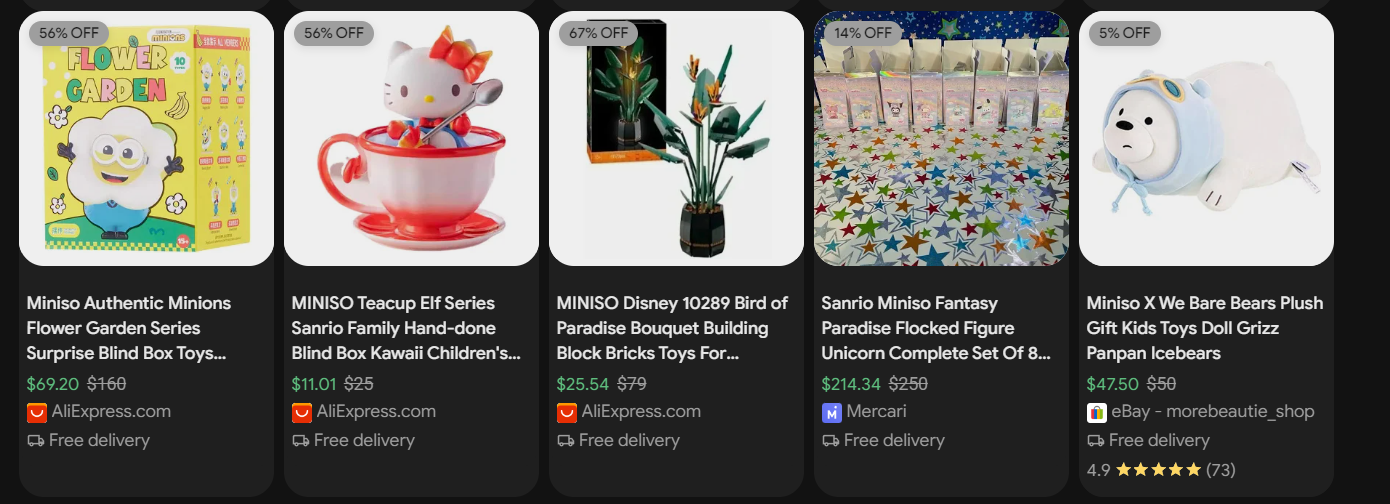 56% OFF
56% OFF
67% OFF
14% OFF
5% OFF
MINIONS
FLOWER
GARDEN
10
15+
Miniso Authentic Minions
Flower Garden Series
Surprise Blind Box Toys...
$69.20 $160
AliExpress.com
Free delivery
MINISO Teacup Elf Series
Sanrio Family Hand-done
Blind Box Kawaii Children's...
$11.01 $25
AliExpress.com
Free delivery
MINISO Disney 10289 Bird of
Paradise Bouquet Building
Block Bricks Toys For...
$25.54 $79
AliExpress.com
Free delivery
Sanrio Miniso Fantasy
Paradise Flocked Figure
Unicorn Complete Set Of 8...
$214.34 $250
Mercari
Free delivery
Miniso X We Bare Bears Plush
Gift Kids Toys Doll Grizz
Panpan Icebears
$47.50 $50
eBay - morebeautie_shop
Free delivery
4.9 (73)